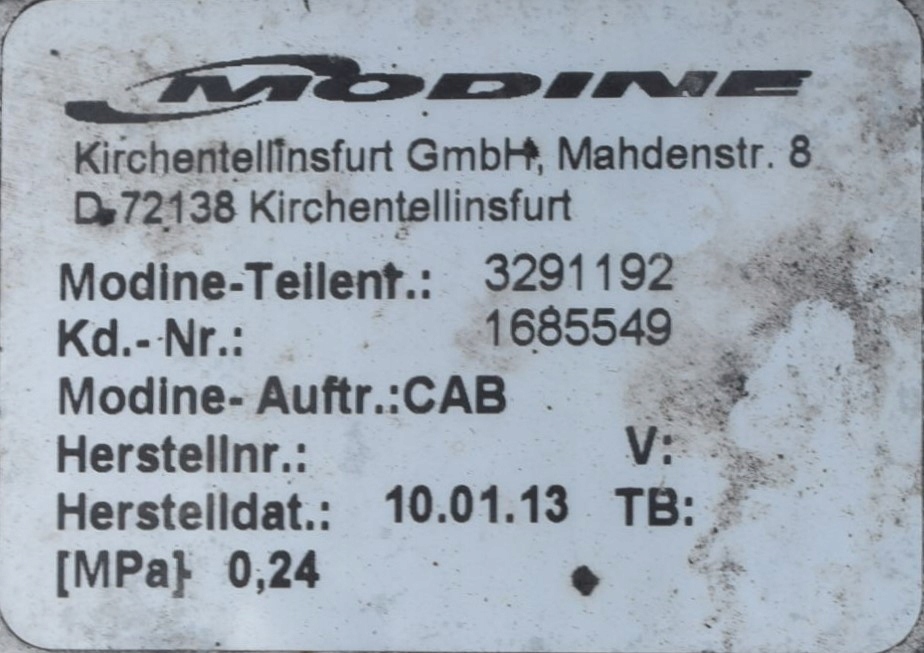 MODINE
Kirchentellinsfurt GmbH, Mahdenstr. 8
D-72138 Kirchentellinsfurt
Modine-Teilenr.: 3291192
Kd.- Nr.: 1685549
Modine- Auftr.:CAB
Herstellnr.: V:
Herstelldat.: 10.01.13 TB:
[MPa] 0,24